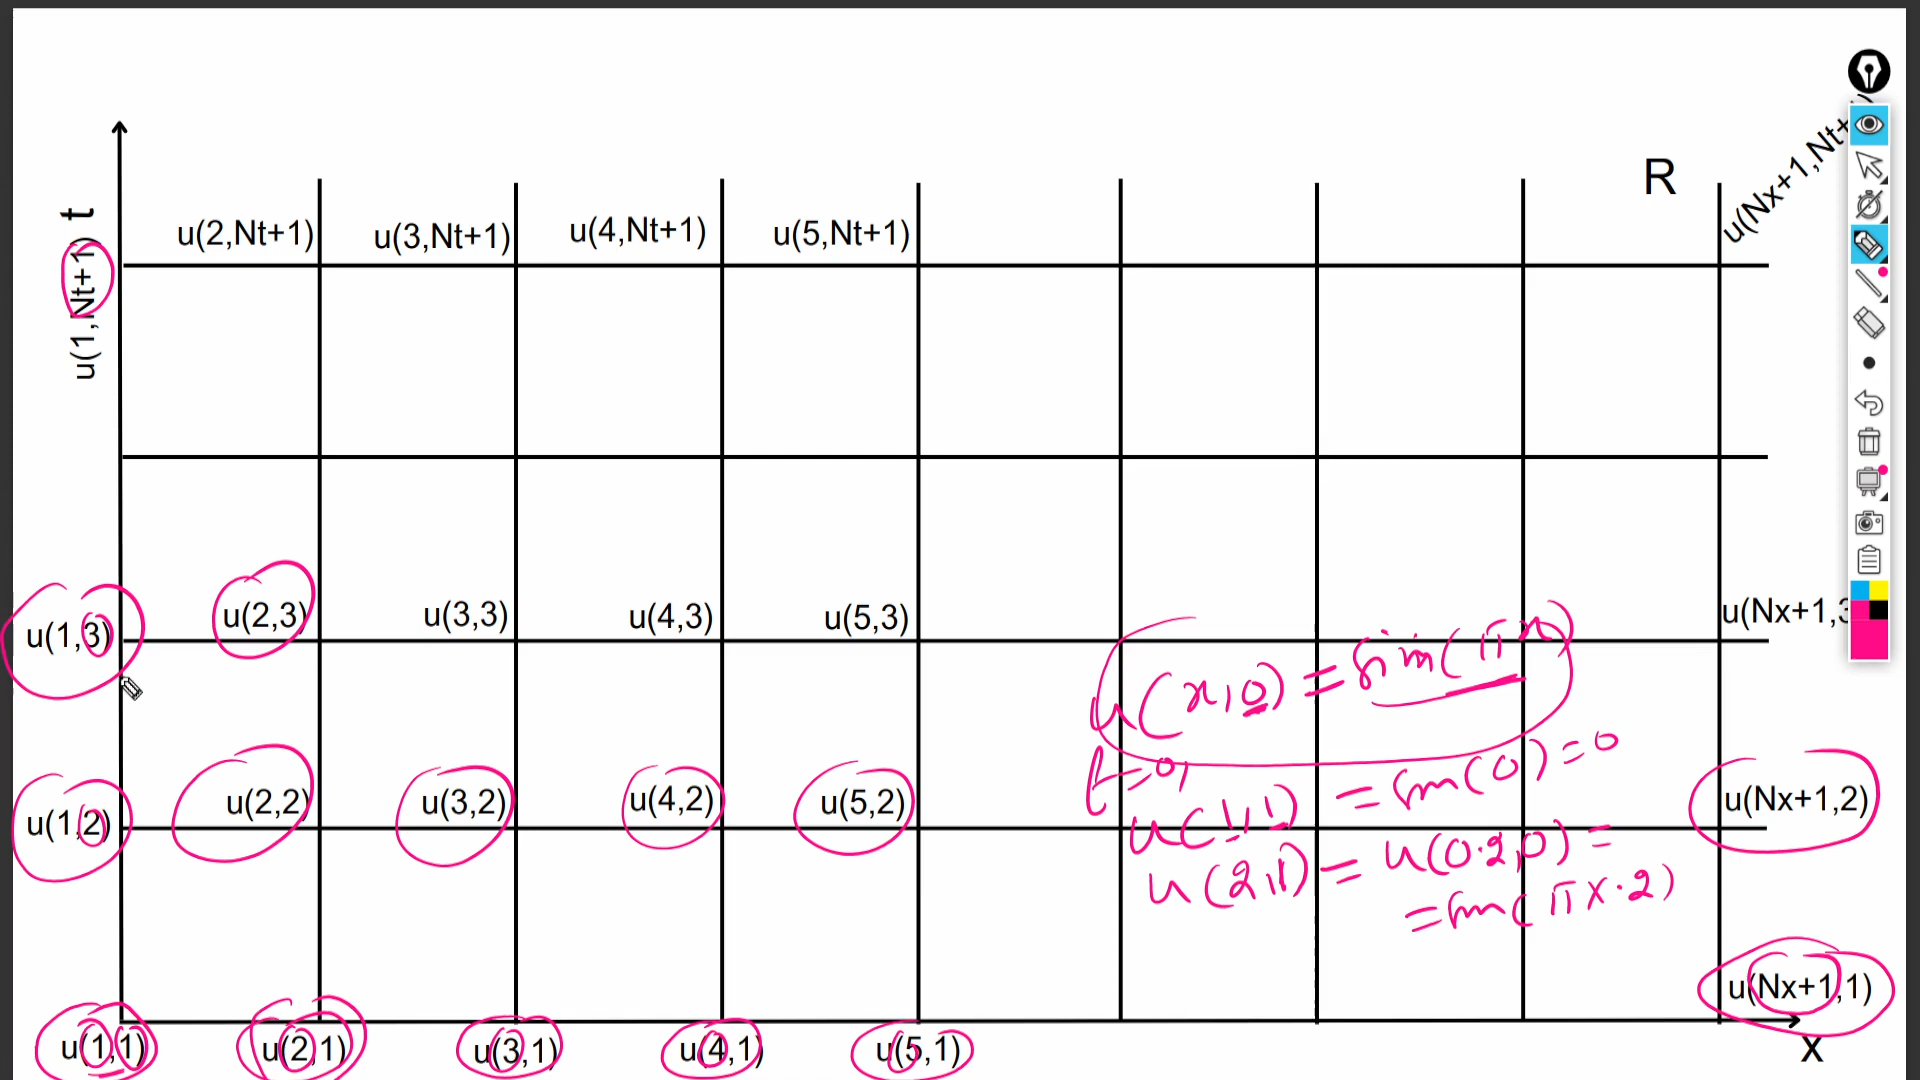 u(Nx+1,Nt+
R
t
u(1,Nt+1)
u(2,Nt+1) u(3,Nt+1) u(4,Nt+1) u(5,Nt+1)
u(1,3) u(2,3) u(3,3) u(4,3) u(5,3) u(Nx+1,3
u(x,0) = sin(πx)
t=0,
u(1,1) = sin(0)=0
u(1,2) u(2,2) u(3,2) u(4,2) u(5,2) u(Nx+1,2)
u(2,1) = u(0.2,0) =
=sin(πx.2)
u(Nx+1,1)
u(1,1) u(2,1) u(3,1) u(4,1) u(5,1) x